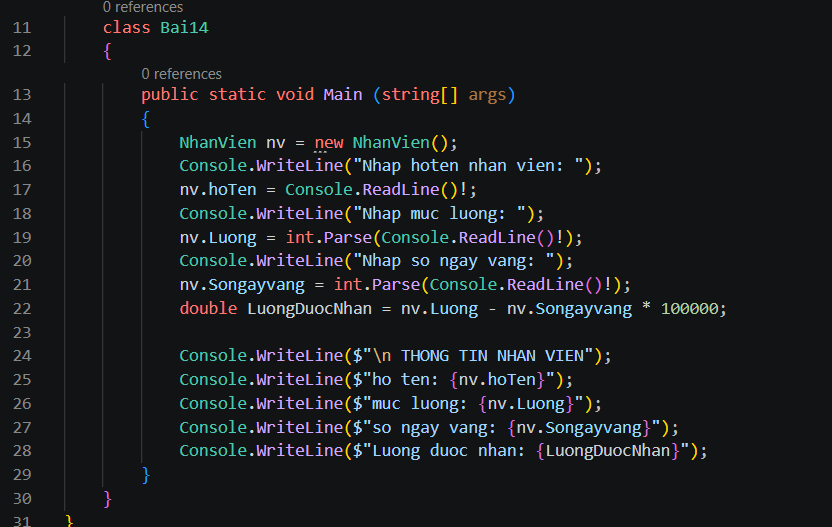 0 references
11 class Bai14
12 {
0 references
13 public static void Main (string[] args)
14 {
15 NhanVien nv = new NhanVien();
16 Console.WriteLine("Nhap hoten nhan vien: ");
17 nv.hoTen = Console.ReadLine()!;
18 Console.WriteLine("Nhap muc luong: ");
19 nv.Luong = int.Parse(Console.ReadLine()!);
20 Console.WriteLine("Nhap so ngay vang: ");
21 nv.Songayvang = int.Parse(Console.ReadLine()!);
22 double LuongDuocNhan = nv.Luong - nv.Songayvang * 100000;
23
24 Console.WriteLine($"\n THONG TIN NHAN VIEN");
25 Console.WriteLine($"ho ten: {nv.hoTen}");
26 Console.WriteLine($"muc luong: {nv.Luong}");
27 Console.WriteLine($"so ngay vang: {nv.Songayvang}");
28 Console.WriteLine($"Luong duoc nhan: {LuongDuocNhan}");
29 }
30 }
31 }